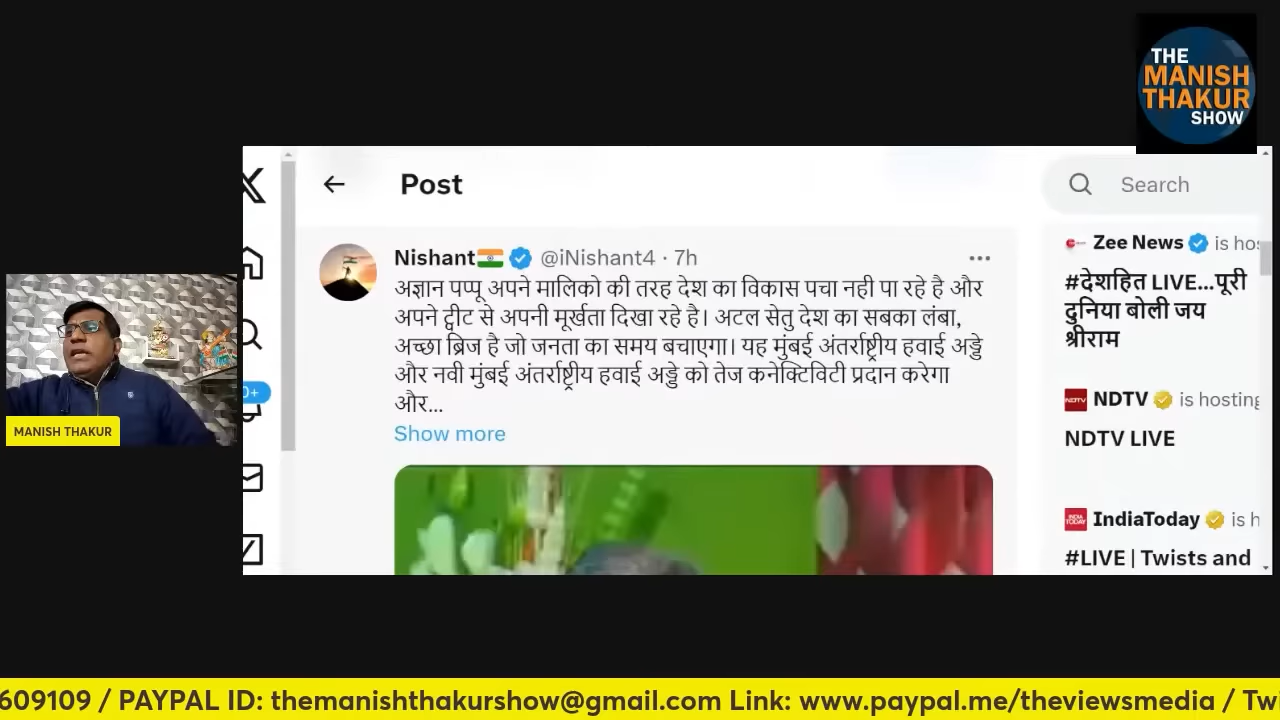 THE
MANISH
THAKUR
SHOW
Post
Search
Nishant @iNishant4 · 7h
अज्ञान पप्पू अपने मालिको की तरह देश का विकास पचा नही पा रहे है और
अपने ट्वीट से अपनी मूर्खता दिखा रहे है। अटल सेतु देश का सबका लंबा,
अच्छा ब्रिज है जो जनता का समय बचाएगा। यह मुंबई अंतर्राष्ट्रीय हवाई अड्डे
और नवी मुंबई अंतर्राष्ट्रीय हवाई अड्डे को तेज कनेक्टिविटी प्रदान करेगा
और...
Show more
Zee News is hos
#देशहित LIVE...पूरी
दुनिया बोली जय
श्रीराम
NDTV is hosting
NDTV LIVE
IndiaToday is h
#LIVE | Twists and
0+
MANISH THAKUR
609109 / PAYPAL ID: themanishthakurshow@gmail.com Link: www.paypal.me/theviewsmedia / Tw